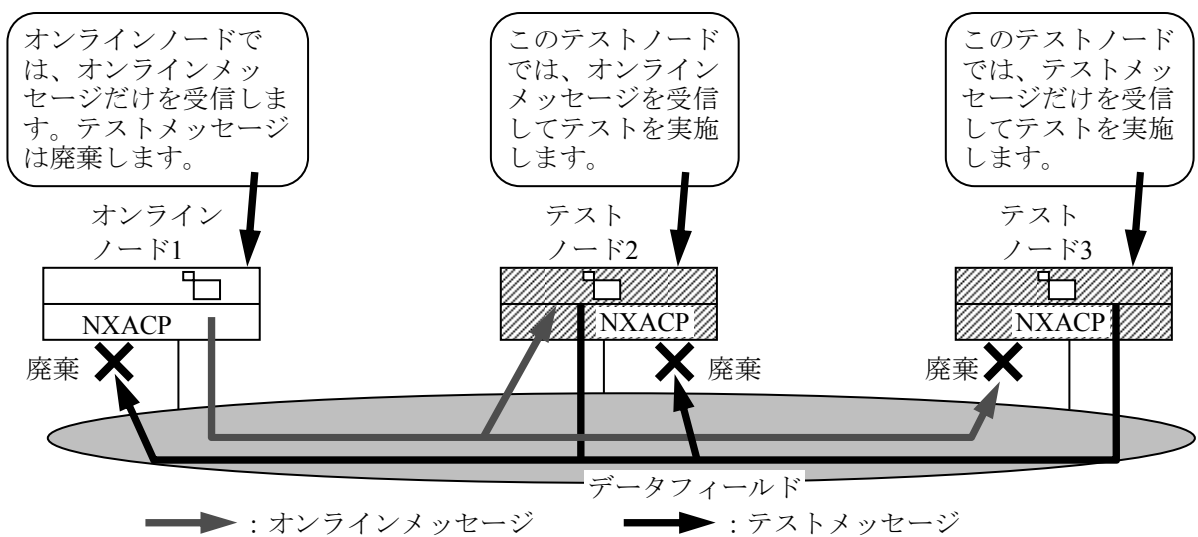 オンラインノードで
は、オンラインメッ
セージだけを受信しま
す。テストメッセージ
は廃棄します。
このテストノード
では、オンライン
メッセージを受信
してテストを実施
します。
このテストノード
では、テストメッ
セージだけを受信
してテストを実施
します。
オンライン
ノード1
テスト
ノード2
テスト
ノード3
NXACP
NXACP
NXACP
廃棄
廃棄
廃棄
データフィールド
：オンラインメッセージ
：テストメッセージ